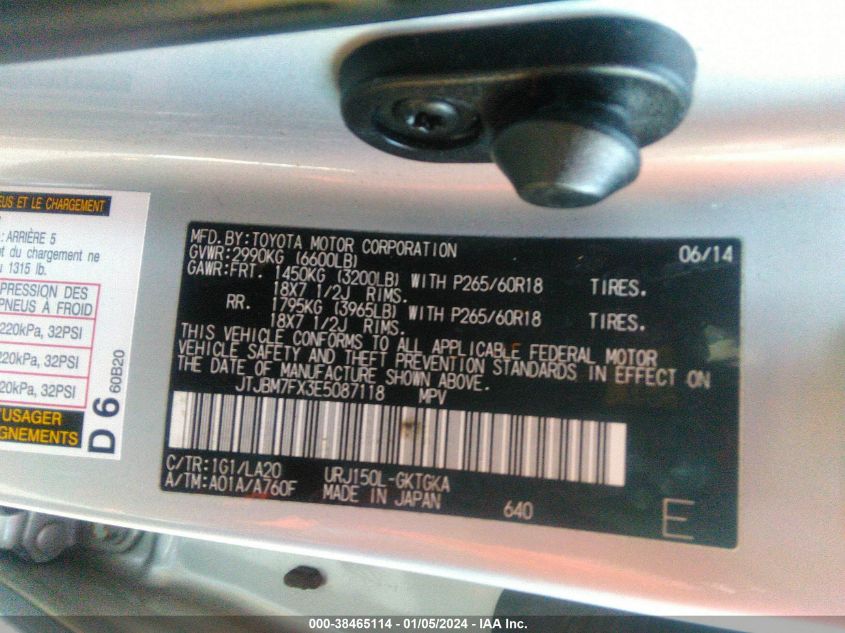 EUS ET LE CHARGEMENT
: ARRIÈRE 5
t du chargement ne
u 1315 lb.
PRESSION DES
PNEUS À FROID
220kPa, 32PSI
220kPa, 32PSI
20kPa, 32PSI
'USAGER
GNEMENTS
D 6 60B20
MFD.BY:TOYOTA MOTOR CORPORATION 06/14
GVWR:2990KG (6600LB)
GAWR:FRT. 1450KG (3200LB) WITH P265/60R18 TIRES.
18X7 1/2J RIMS.
RR. 1795KG (3965LB) WITH P265/60R18 TIRES.
18X7 1/2J RIMS.
THIS VEHICLE CONFORMS TO ALL APPLICABLE FEDERAL MOTOR
VEHICLE SAFETY AND THEFT PREVENTION STANDARDS IN EFFECT ON
THE DATE OF MANUFACTURE SHOWN ABOVE.
JTJBM7FX3E5087118 MPV
C/TR:1G1/LA20 URJ150L-GKTGKA
A/TM:A01A/A760F MADE IN JAPAN 640 E
000-38465114 - 01/05/2024 - IAA Inc.